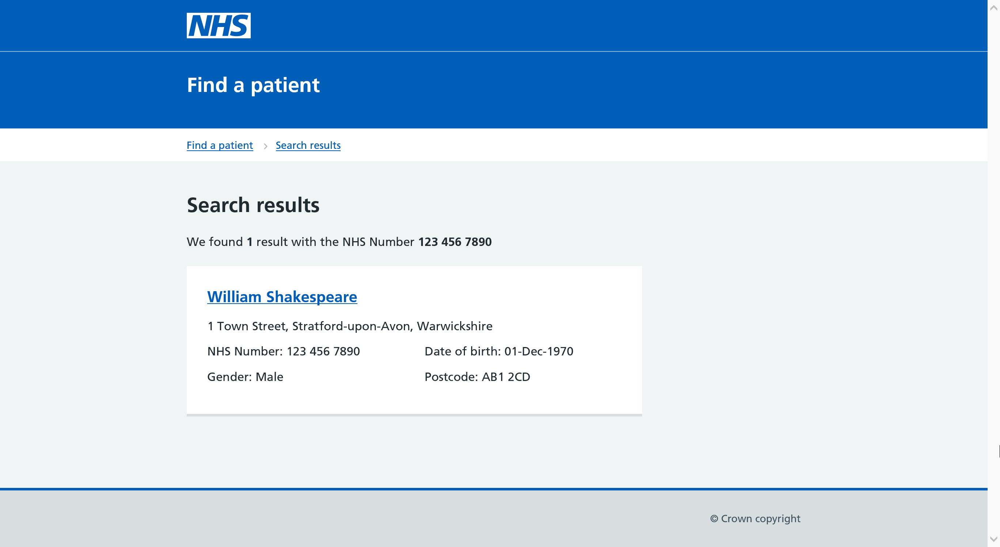 NHS
Find a patient
Find a patient > Search results
Search results
We found 1 result with the NHS Number 123 456 7890
William Shakespeare
1 Town Street, Stratford-upon-Avon, Warwickshire
NHS Number: 123 456 7890 Date of birth: 01-Dec-1970
Gender: Male Postcode: AB1 2CD
© Crown copyright